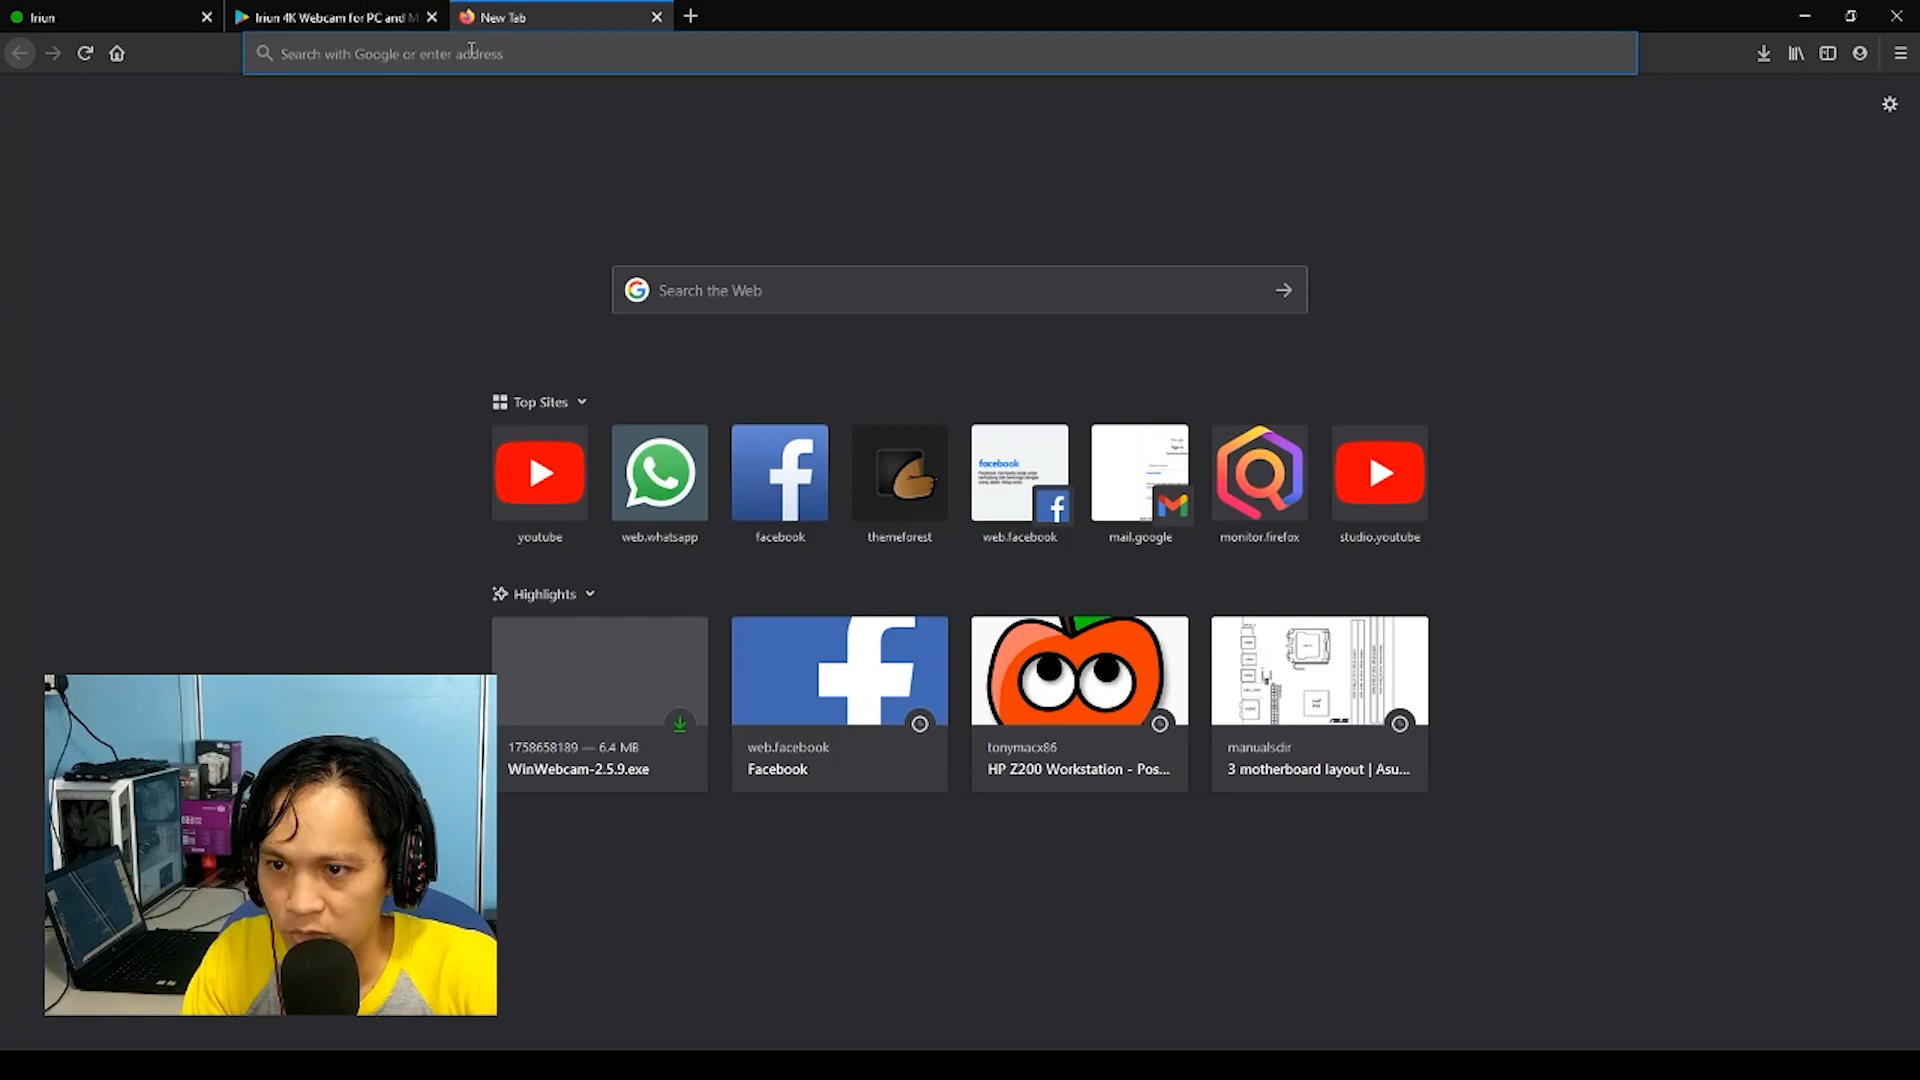 Iriun
Iriun 4K Webcam for PC and M
New Tab
Search with Google or enter address
Search the Web
Top Sites
facebook
youtube
web.whatsapp
facebook
themeforest
web.facebook
mail.google
monitor.firefox
studio.youtube
Highlights
1758658189 — 6.4 MB
WinWebcam-2.5.9.exe
web.facebook
Facebook
tonymacx86
HP Z200 Workstation - Pos...
manualsdir
3 motherboard layout | Asu...